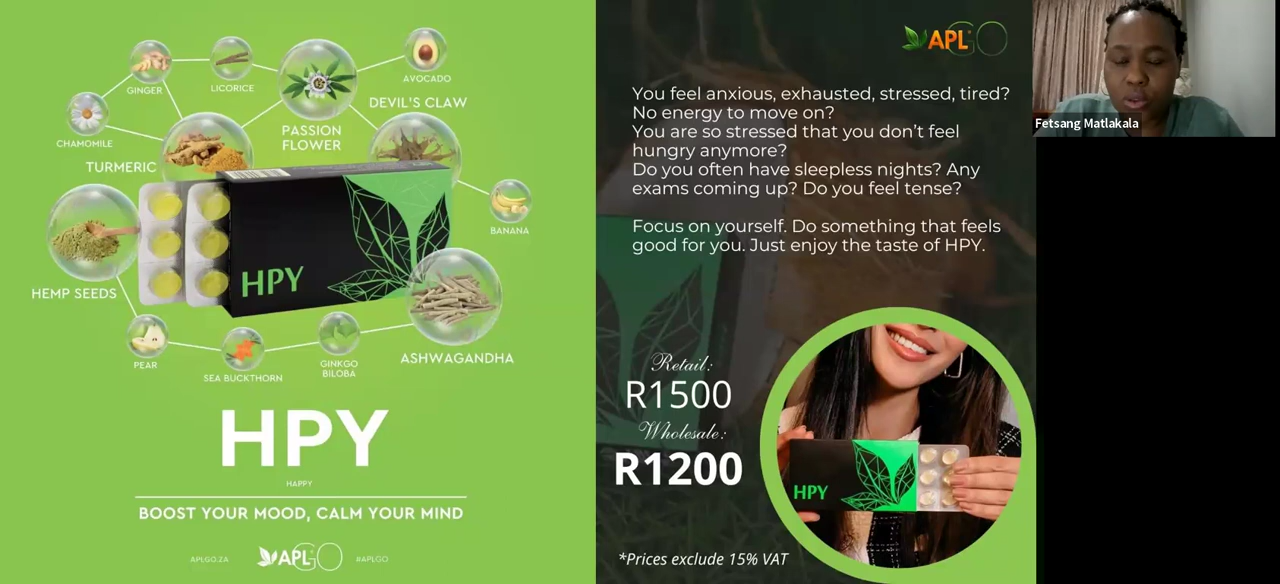 GINGER
LICORICE
AVOCADO
DEVIL'S CLAW
CHAMOMILE
PASSION
FLOWER
TURMERIC
BANANA
HPY
HEMP SEEDS
PEAR
SEA BUCKTHORN
GINKGO
BILOBA
ASHWAGANDHA
HPY
HAPPY
BOOST YOUR MOOD, CALM YOUR MIND
APLGO.ZA
APLGO
#APLGO
APLGO
You feel anxious, exhausted, stressed, tired?
No energy to move on?
You are so stressed that you don't feel
hungry anymore?
Do you often have sleepless nights? Any
exams coming up? Do you feel tense?
Focus on yourself. Do something that feels
good for you. Just enjoy the taste of HPY.
Retail:
R1500
Wholesale:
R1200
HPY
*Prices exclude 15% VAT
Fetsang Matlakala